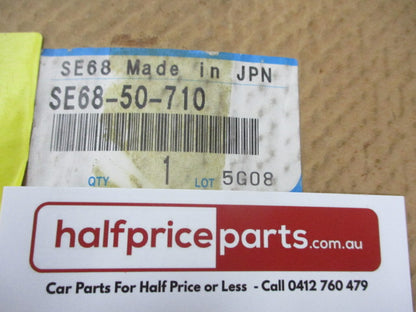 SE68 Made in JPN
SE68-50-710
QTY 1 LOT 5G08
halfpriceparts.com.au
Car Parts For Half Price or Less - Call 0412 760 479